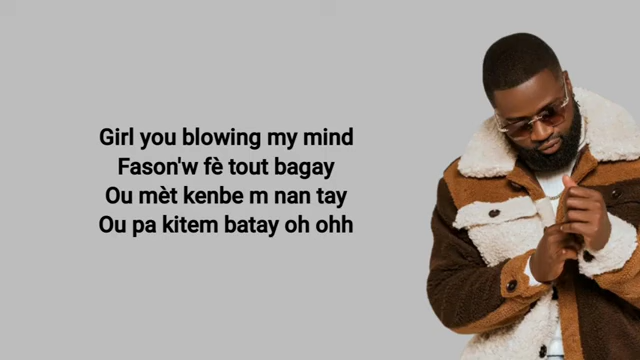 Girl you blowing my mind
Fason'w fè tout bagay
Ou mèt kenbe m nan tay
Ou pa kitem batay oh ohh